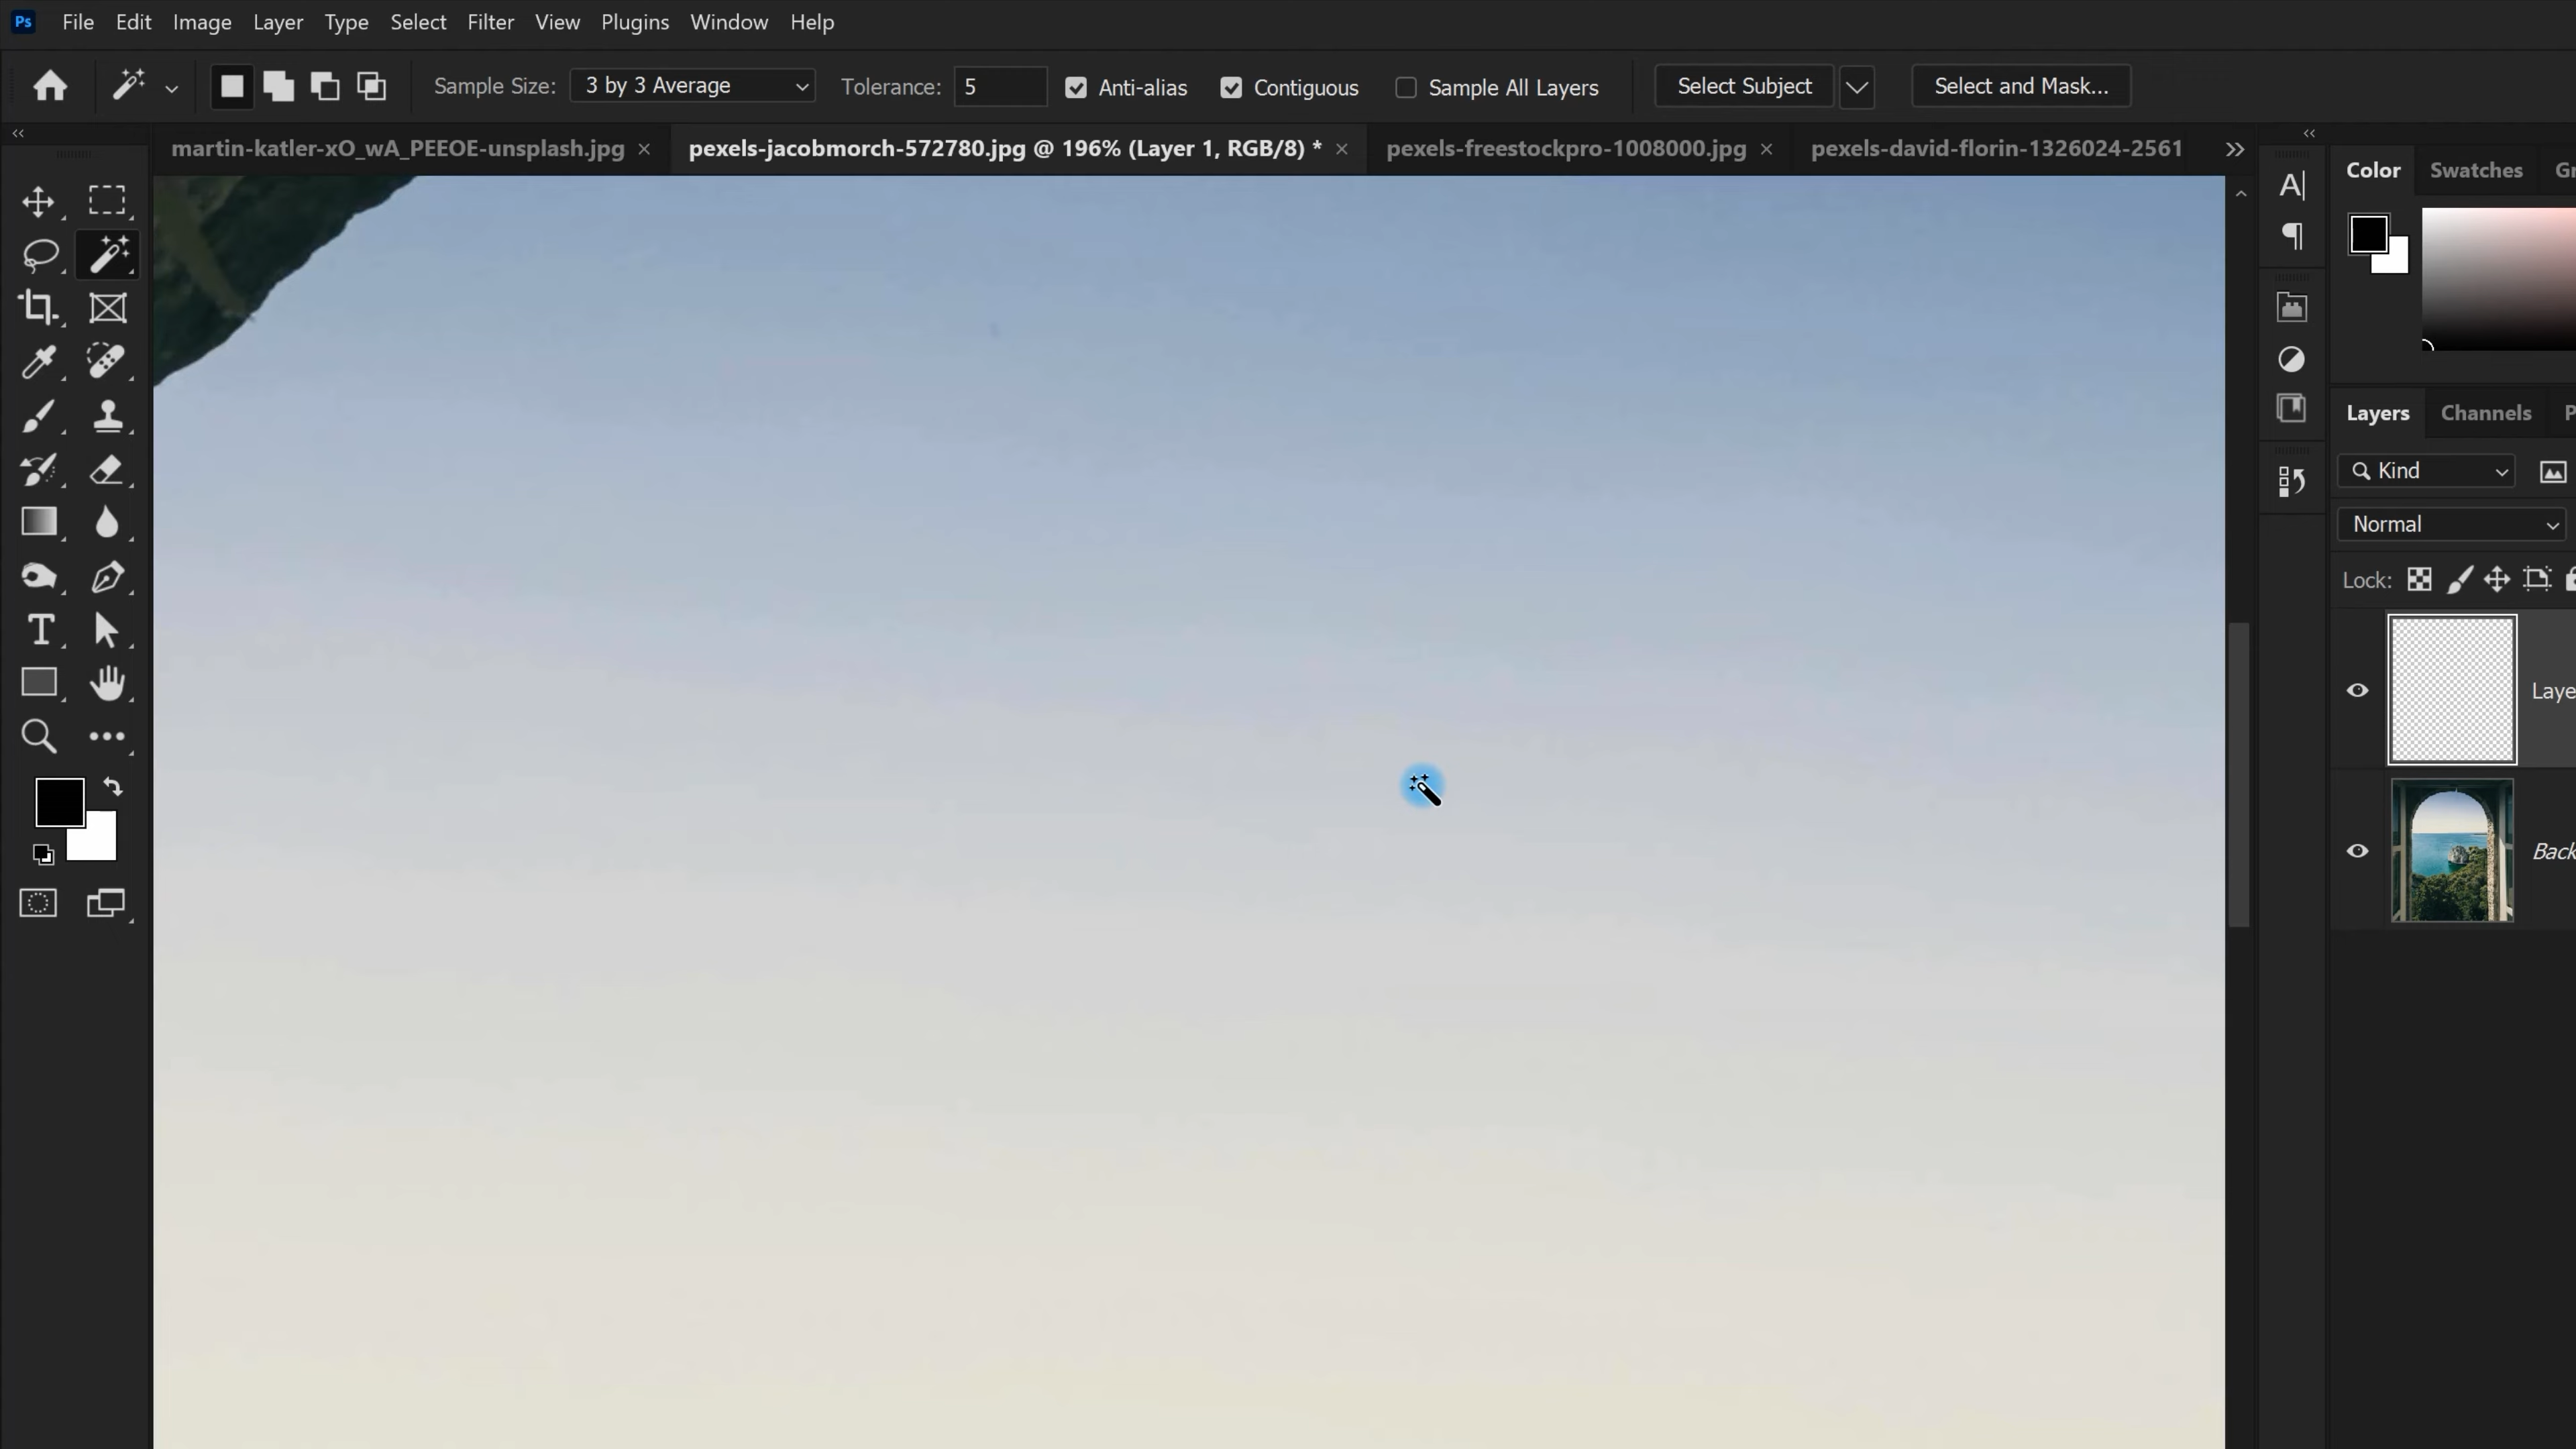 Ps File Edit Image Layer Type Select Filter View Plugins Window Help
Sample Size: 3 by 3 Average Tolerance: 5 Anti-alias Contiguous Sample All Layers Select Subject Select and Mask...
martin-katler-xO_wA_PEEOE-unsplash.jpg × pexels-jacobmorch-572780.jpg @ 196% (Layer 1, RGB/8) * × pexels-freestockpro-1008000.jpg × pexels-david-florin-1326024-2561
Color Swatches Gr
Layers Channels P
Kind
Normal
Lock:
Laye
Back